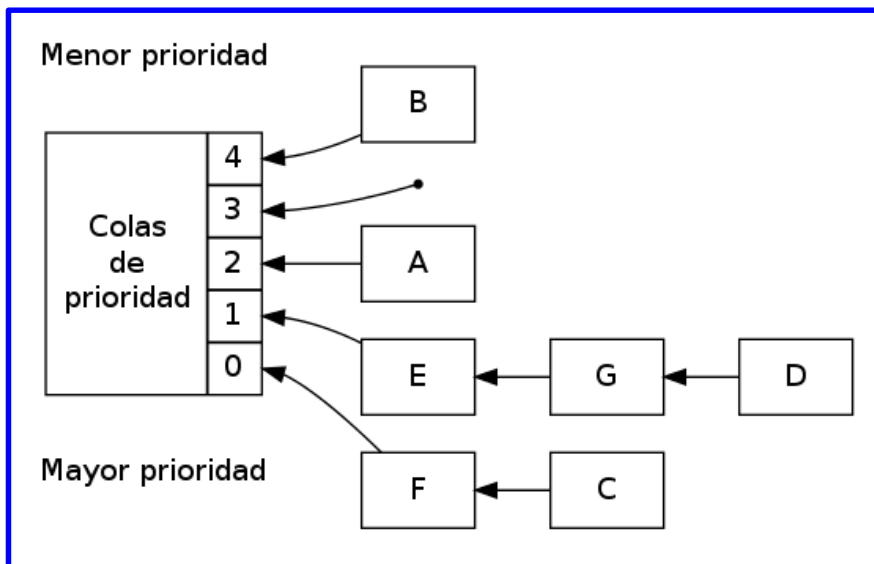 Menor prioridad
B
4
3
Colas
de
prioridad
2
A
1
0
E
G
D
Mayor prioridad
F
C